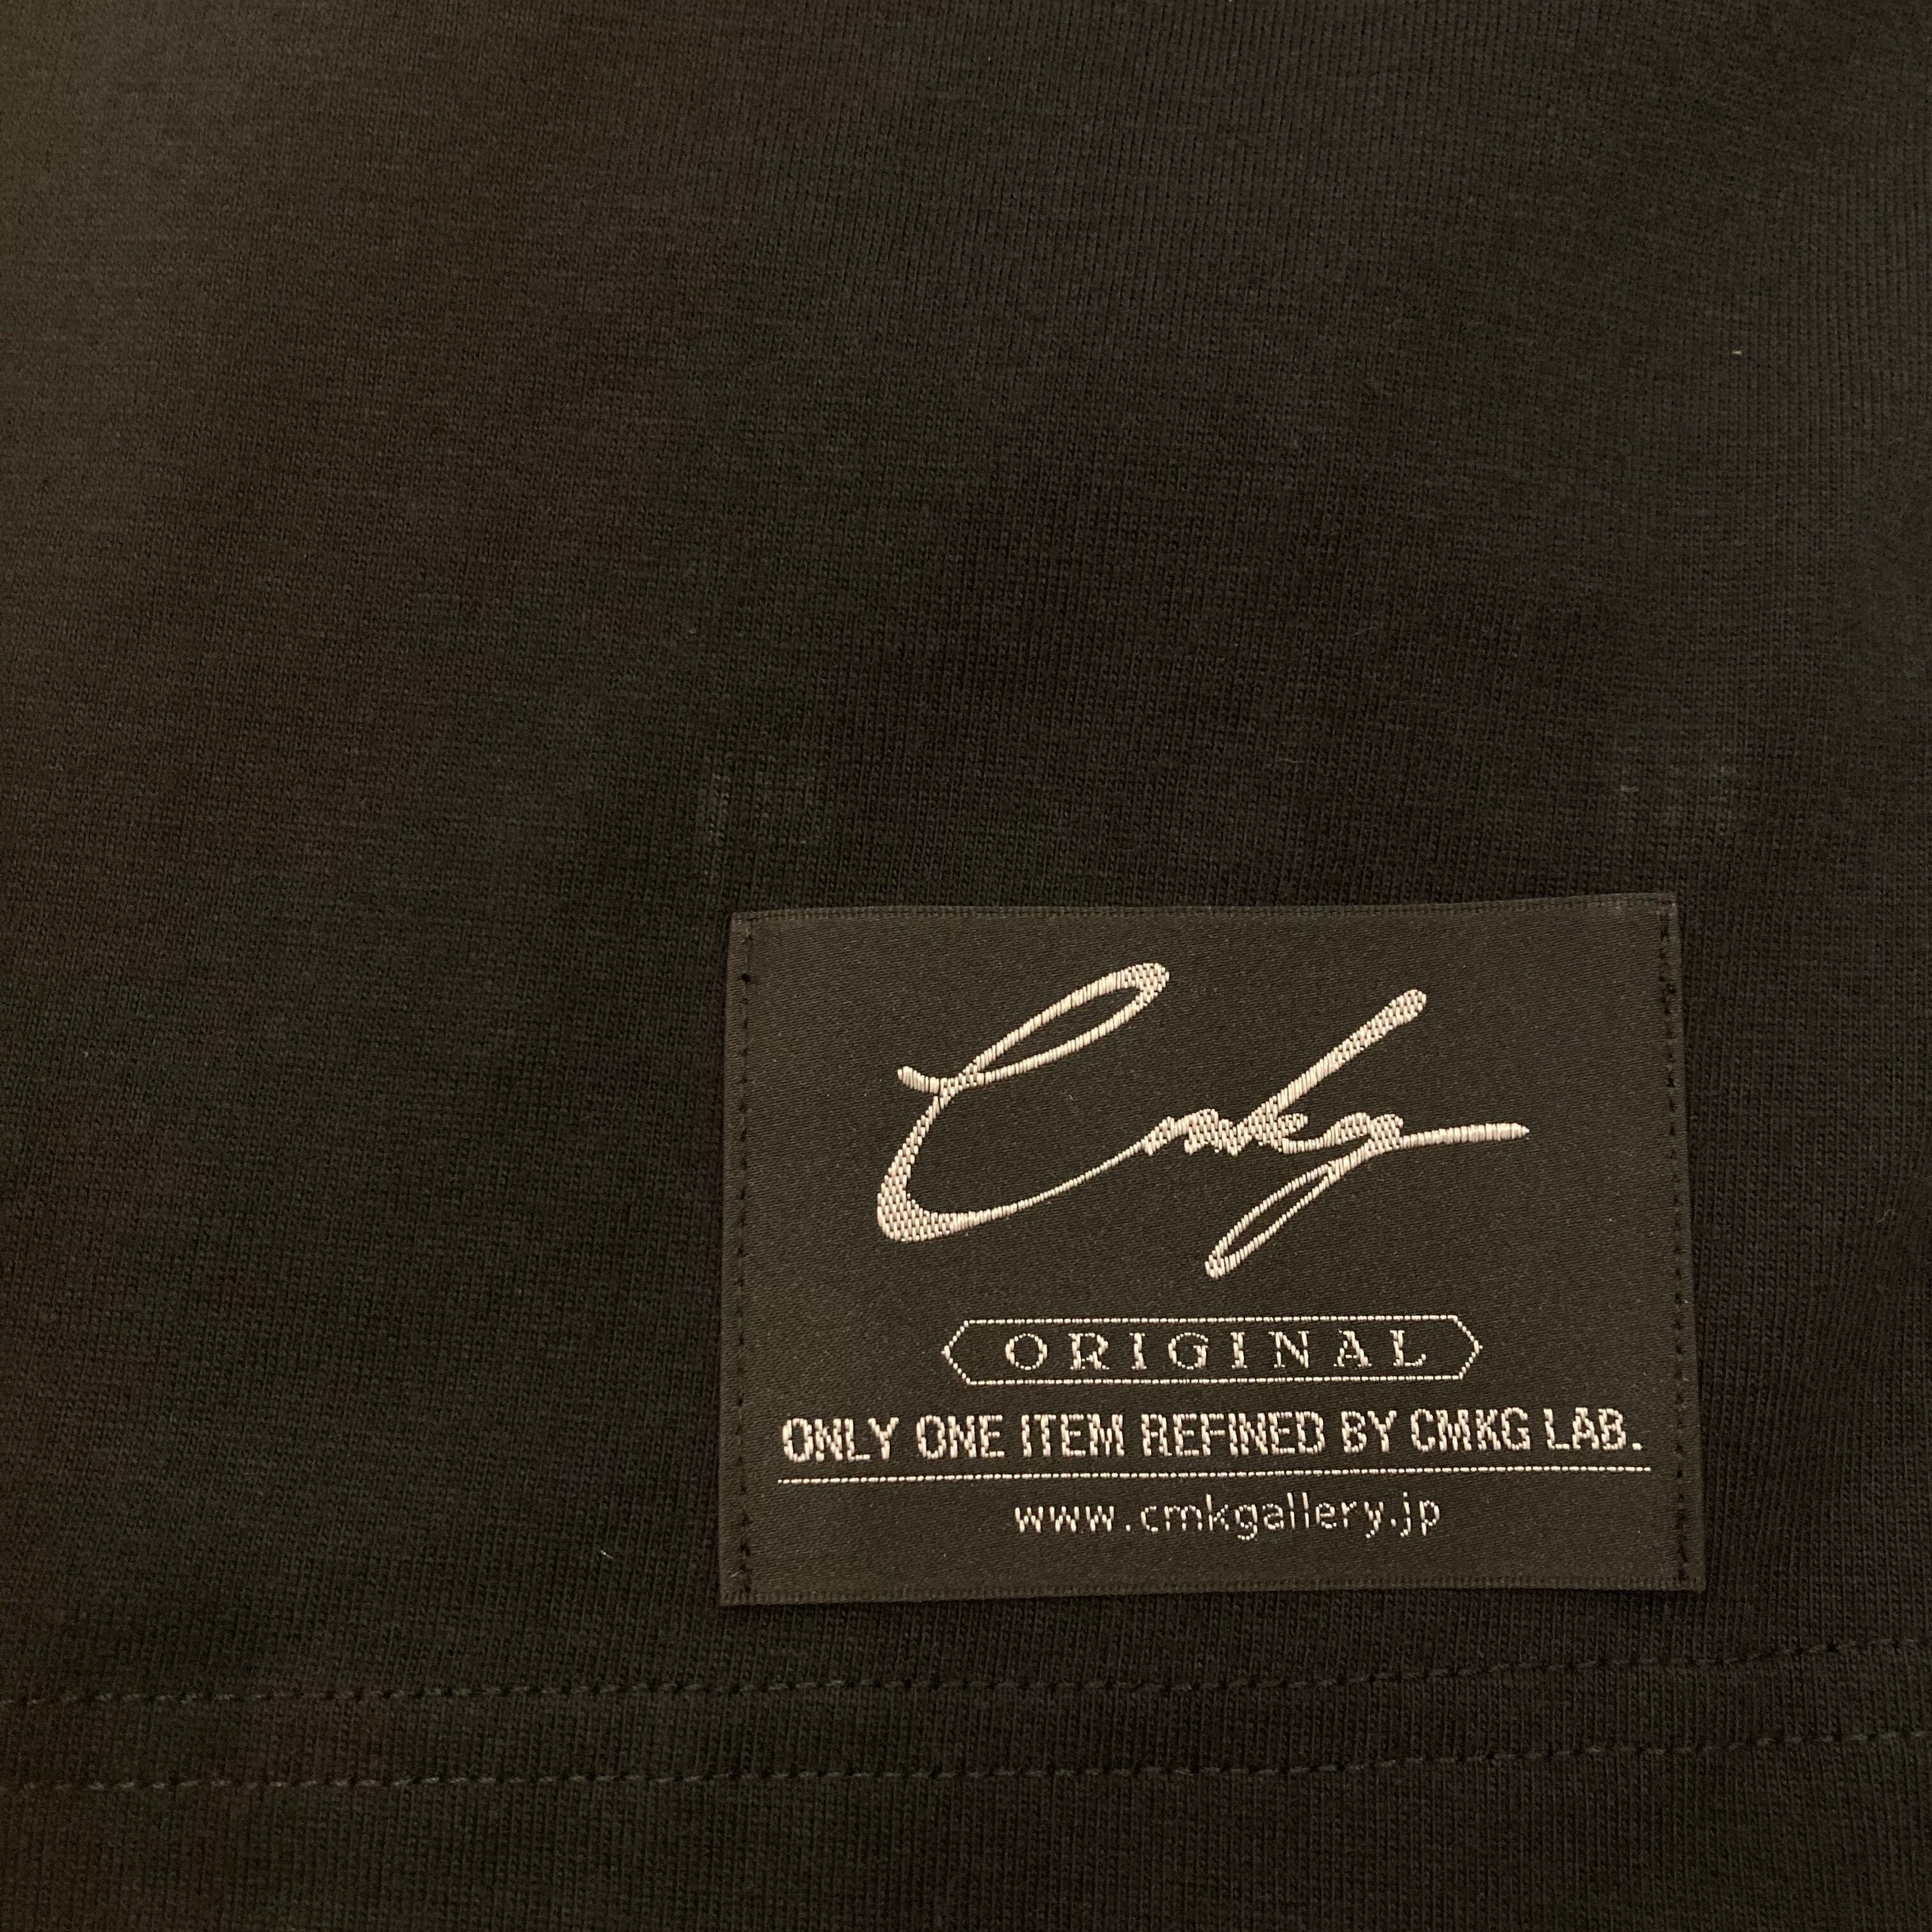 Cmkg
ORIGINAL
ONLY ONE ITEM REFINED BY CMKG LAB.
www.cmkgallery.jp